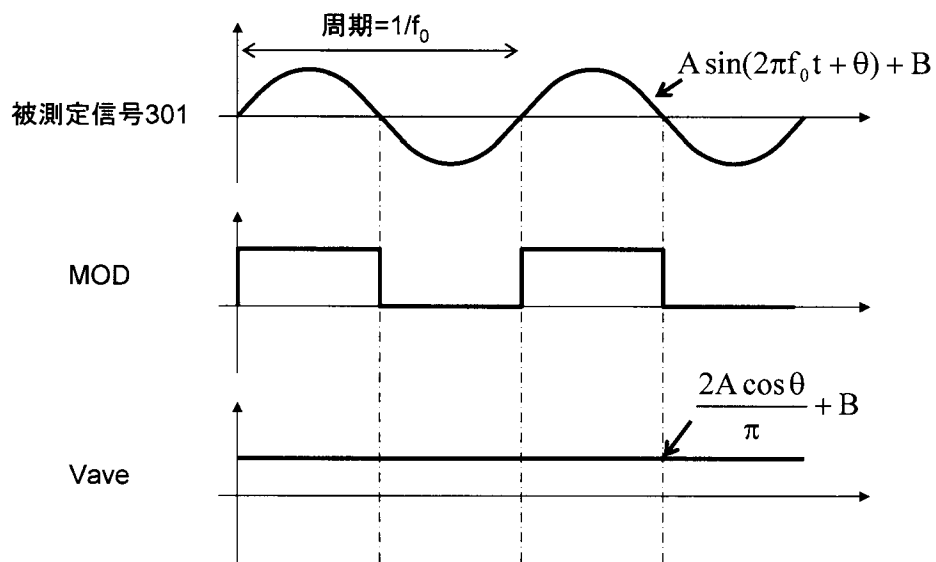 周期=1/f₀
A sin(2πf₀t + θ) + B
被測定信号301
MOD
2A cos θ
π
+ B
Vave